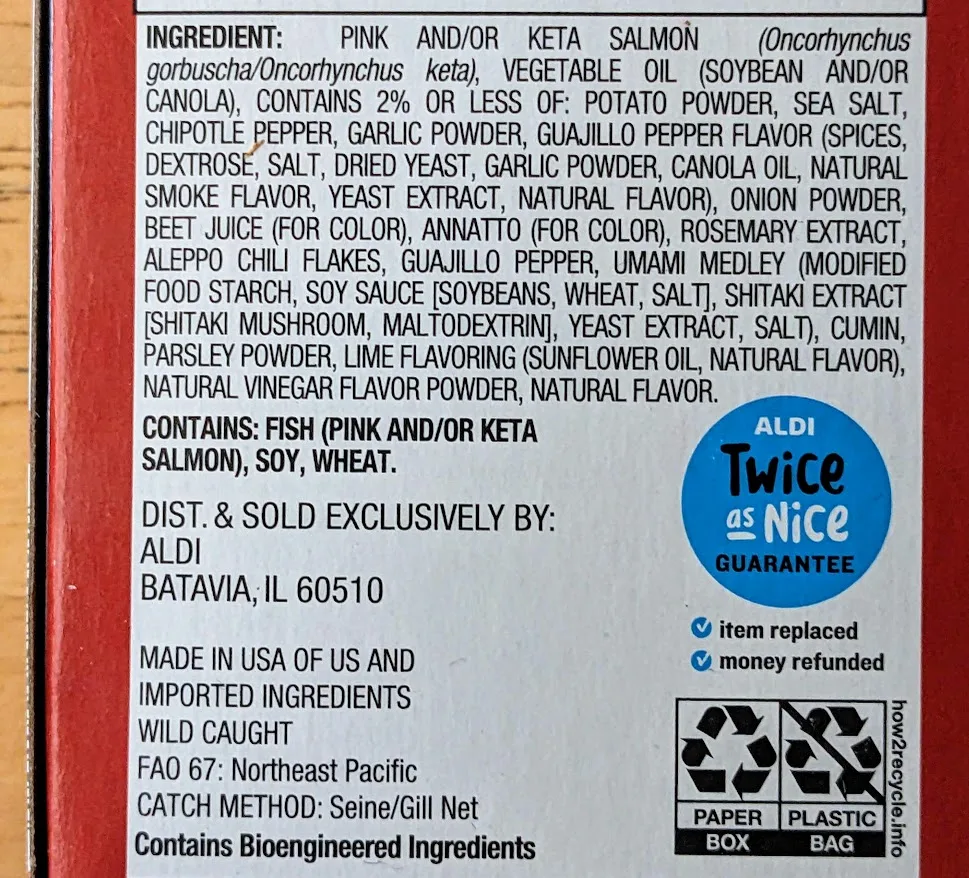 INGREDIENT: PINK AND/OR KETA SALMON (Oncorhynchus
gorbuscha/Oncorhynchus keta), VEGETABLE OIL (SOYBEAN AND/OR
CANOLA), CONTAINS 2% OR LESS OF: POTATO POWDER, SEA SALT,
CHIPOTLE PEPPER, GARLIC POWDER, GUAJILLO PEPPER FLAVOR (SPICES,
DEXTROSE, SALT, DRIED YEAST, GARLIC POWDER, CANOLA OIL, NATURAL
SMOKE FLAVOR, YEAST EXTRACT, NATURAL FLAVOR), ONION POWDER,
BEET JUICE (FOR COLOR), ANNATTO (FOR COLOR), ROSEMARY EXTRACT,
ALEPPO CHILI FLAKES, GUAJILLO PEPPER, UMAMI MEDLEY (MODIFIED
FOOD STARCH, SOY SAUCE [SOYBEANS, WHEAT, SALT], SHITAKI EXTRACT
[SHITAKI MUSHROOM, MALTODEXTRIN], YEAST EXTRACT, SALT), CUMIN,
PARSLEY POWDER, LIME FLAVORING (SUNFLOWER OIL, NATURAL FLAVOR),
NATURAL VINEGAR FLAVOR POWDER, NATURAL FLAVOR.
CONTAINS: FISH (PINK AND/OR KETA
SALMON), SOY, WHEAT.
DIST. & SOLD EXCLUSIVELY BY:
ALDI
BATAVIA, IL 60510
MADE IN USA OF US AND
IMPORTED INGREDIENTS
WILD CAUGHT
FAO 67: Northeast Pacific
CATCH METHOD: Seine/Gill Net
Contains Bioengineered Ingredients
ALDI
Twice
as Nice
GUARANTEE
item replaced
money refunded
PAPER
BOX
PLASTIC
BAG
how2recycle.info